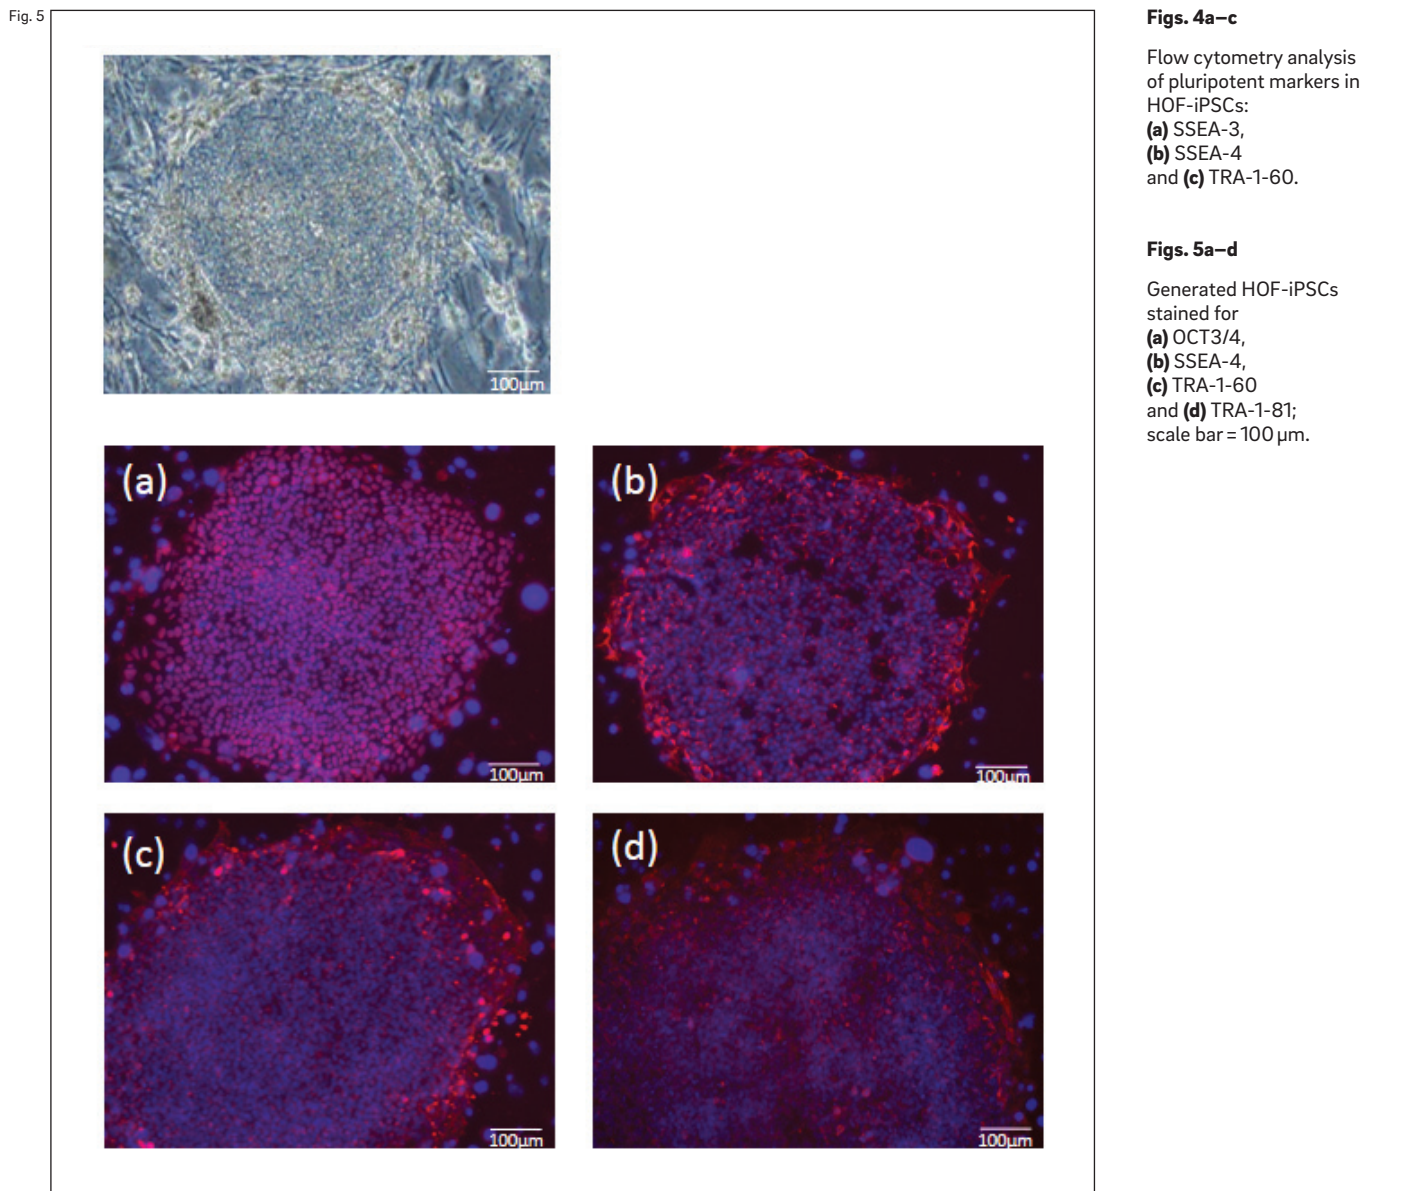 Fig. 5
100μm
(a)
100μm
(b)
100μm
(c)
100μm
(d)
100μm
Figs. 4a–c
Flow cytometry analysis
of pluripotent markers in
HOF-iPSCs:
(a) SSEA-3,
(b) SSEA-4
and (c) TRA-1-60.
Figs. 5a–d
Generated HOF-iPSCs
stained for
(a) OCT3/4,
(b) SSEA-4,
(c) TRA-1-60
and (d) TRA-1-81;
scale bar = 100 μm.